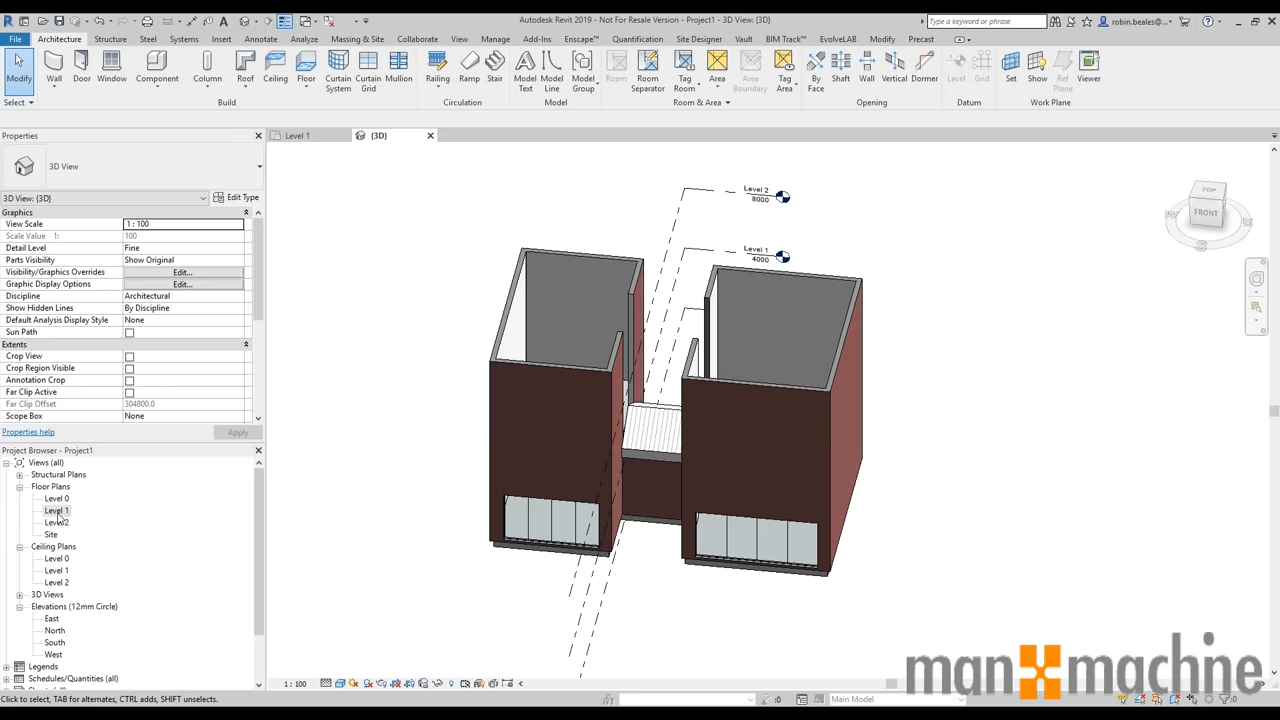 Autodesk Revit 2019 - Not For Resale Version - Project1 - 3D View: {3D}
Type a keyword or phrase
robin.beales@...
File Architecture Structure Steel Systems Insert Annotate Analyze Massing & Site Collaborate View Manage Add-Ins Enscape™ Quantification Site Designer Vault BIM Track™ EvolveLAB Modify Precast
Modify Wall Door Window Component Column Roof Ceiling Floor Curtain System Curtain Grid Mullion Railing Ramp Stair Model Text Model Line Model Group Room Room Separator Tag Room Area Area Boundary Tag Area By Face Shaft Wall Vertical Dormer Level Grid Set Show Ref Plane Viewer
Select Build Circulation Model Room & Area Opening Datum Work Plane
Properties
Level 1
{3D}
3D View
3D View: {3D}
Edit Type
Graphics
View Scale 1 : 100
Scale Value 1: 100
Detail Level Fine
Parts Visibility Show Original
Visibility/Graphics Overrides Edit...
Graphic Display Options Edit...
Discipline Architectural
Show Hidden Lines By Discipline
Default Analysis Display Style None
Sun Path
Extents
Crop View
Crop Region Visible
Annotation Crop
Far Clip Active
Far Clip Offset 304800.0
Scope Box None
Properties help
Apply
Project Browser - Project1
Views (all)
Structural Plans
Floor Plans
Level 0
Level 1
Level 2
Site
Ceiling Plans
Level 0
Level 1
Level 2
3D Views
Elevations (12mm Circle)
East
North
South
West
Legends
Schedules/Quantities (all)
Level 2
8000
Level 1
4000
TOP
FRONT
1 : 100
Click to select, TAB for alternates, CTRL adds, SHIFT unselects.
:0
Main Model
:0
man machine